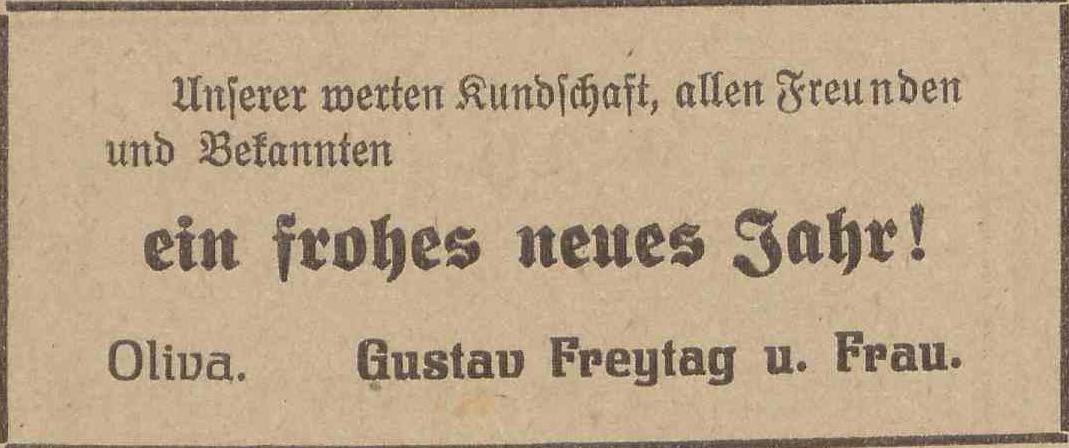 Unserer werten Kundschaft, allen Freunden
und Bekannten
ein frohes neues Jahr!
Oliva. Gustav Freytag u. Frau.